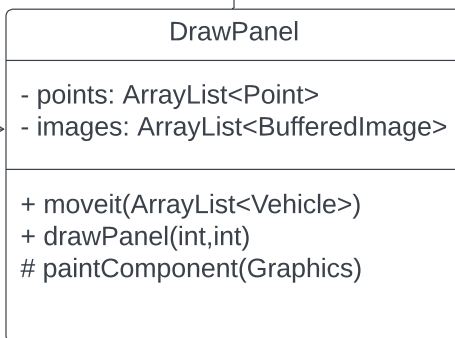 DrawPanel
- points: ArrayList<Point>
- images: ArrayList<BufferedImage>
+ moveit(ArrayList<Vehicle>)
+ drawPanel(int,int)
# paintComponent(Graphics)